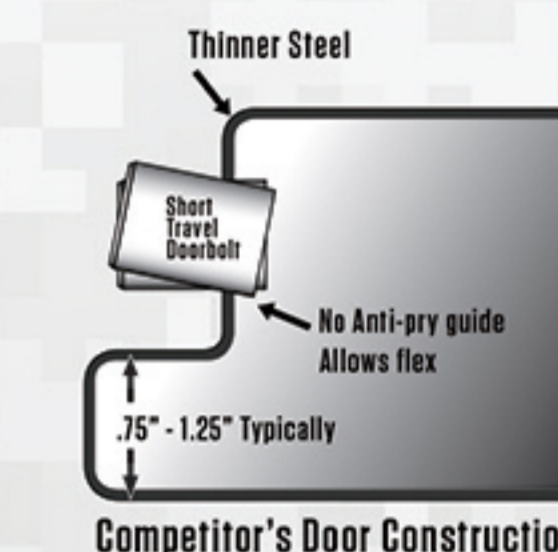 Thinner Steel
Short
Travel
Doorbolt
No Anti-pry guide
Allows flex
.75” - 1.25” Typically
Competitor’s Door Constructio